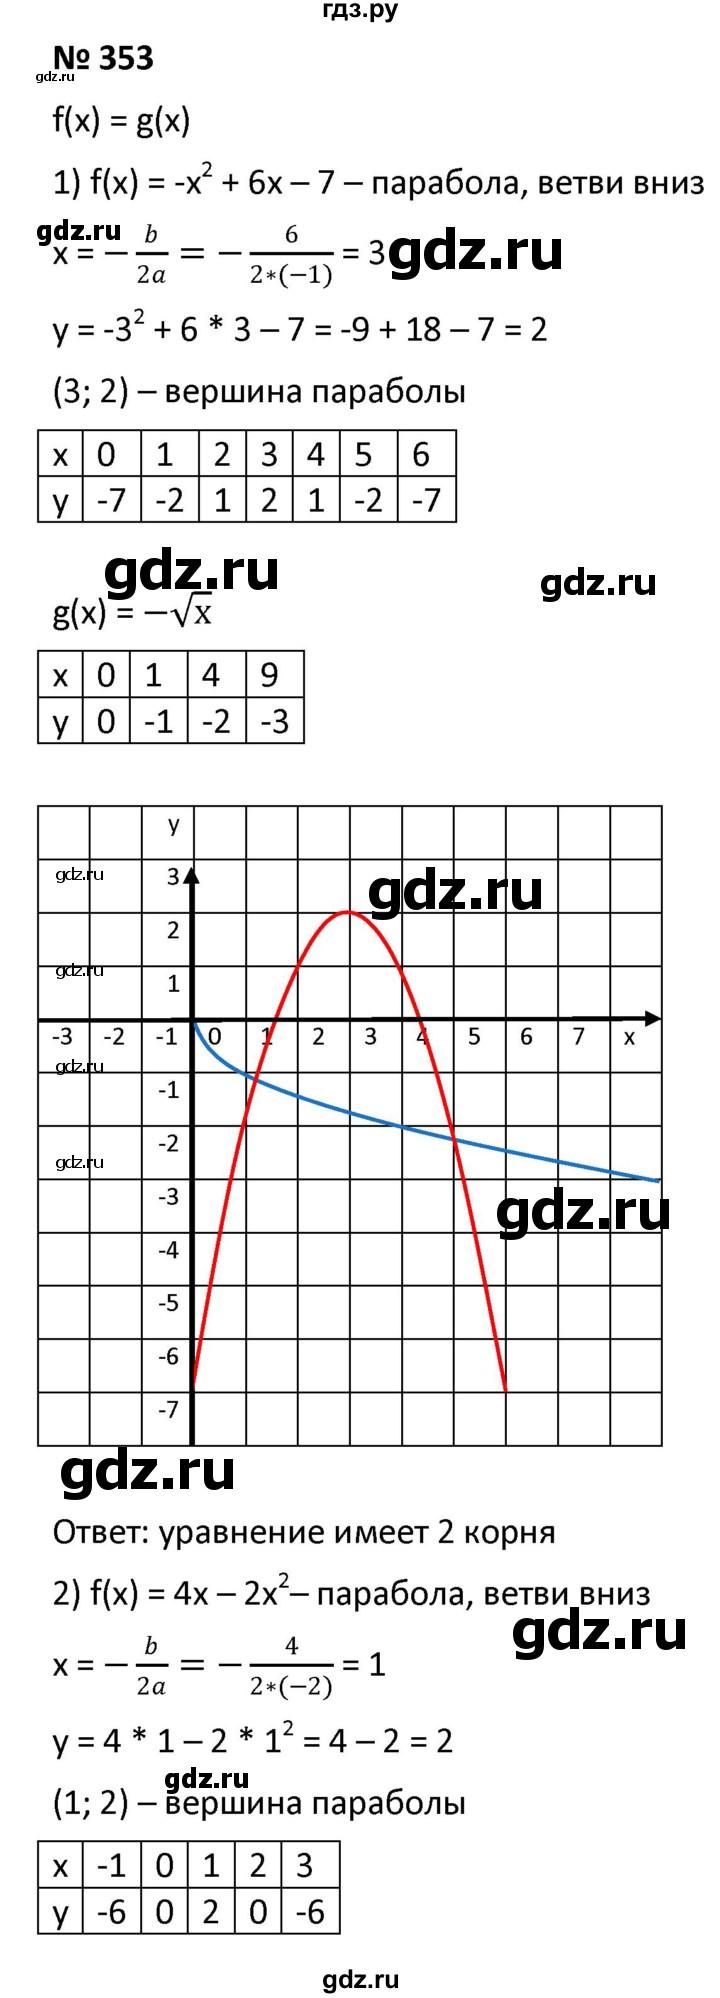 гдз.ру
№ 353
gdz.ru
f(x) = g(x)
1) f(x) = -x² + 6x – 7 – парабола, ветви вниз
gdz.ru
x = − b/2a = − 6/2∗(−1) = 3
gdz.ru
y = -3² + 6 * 3 – 7 = -9 + 18 – 7 = 2
(3; 2) – вершина параболы
x 0 1 2 3 4 5 6
y -7 -2 1 2 1 -2 -7
gdz.ru
gdz.ru
g(x) = −√x
x 0 1 4 9
y 0 -1 -2 -3
y
gdz.ru 3
gdz.ru
2
gdz.ru
1
-3 -2 -1 0 1 2 3 4 5 6 7 x
gdz.ru
-1
-2
gdz.ru
-3
gdz.ru
-4
-5
-6
-7
gdz.ru
Ответ: уравнение имеет 2 корня
2) f(x) = 4x – 2x²– парабола, ветви вниз
gdz.ru
x = − b/2a = − 4/2∗(−2) = 1
y = 4 * 1 – 2 * 1² = 4 – 2 = 2
gdz.ru
(1; 2) – вершина параболы
x -1 0 1 2 3
y -6 0 2 0 -6
gdz.ru